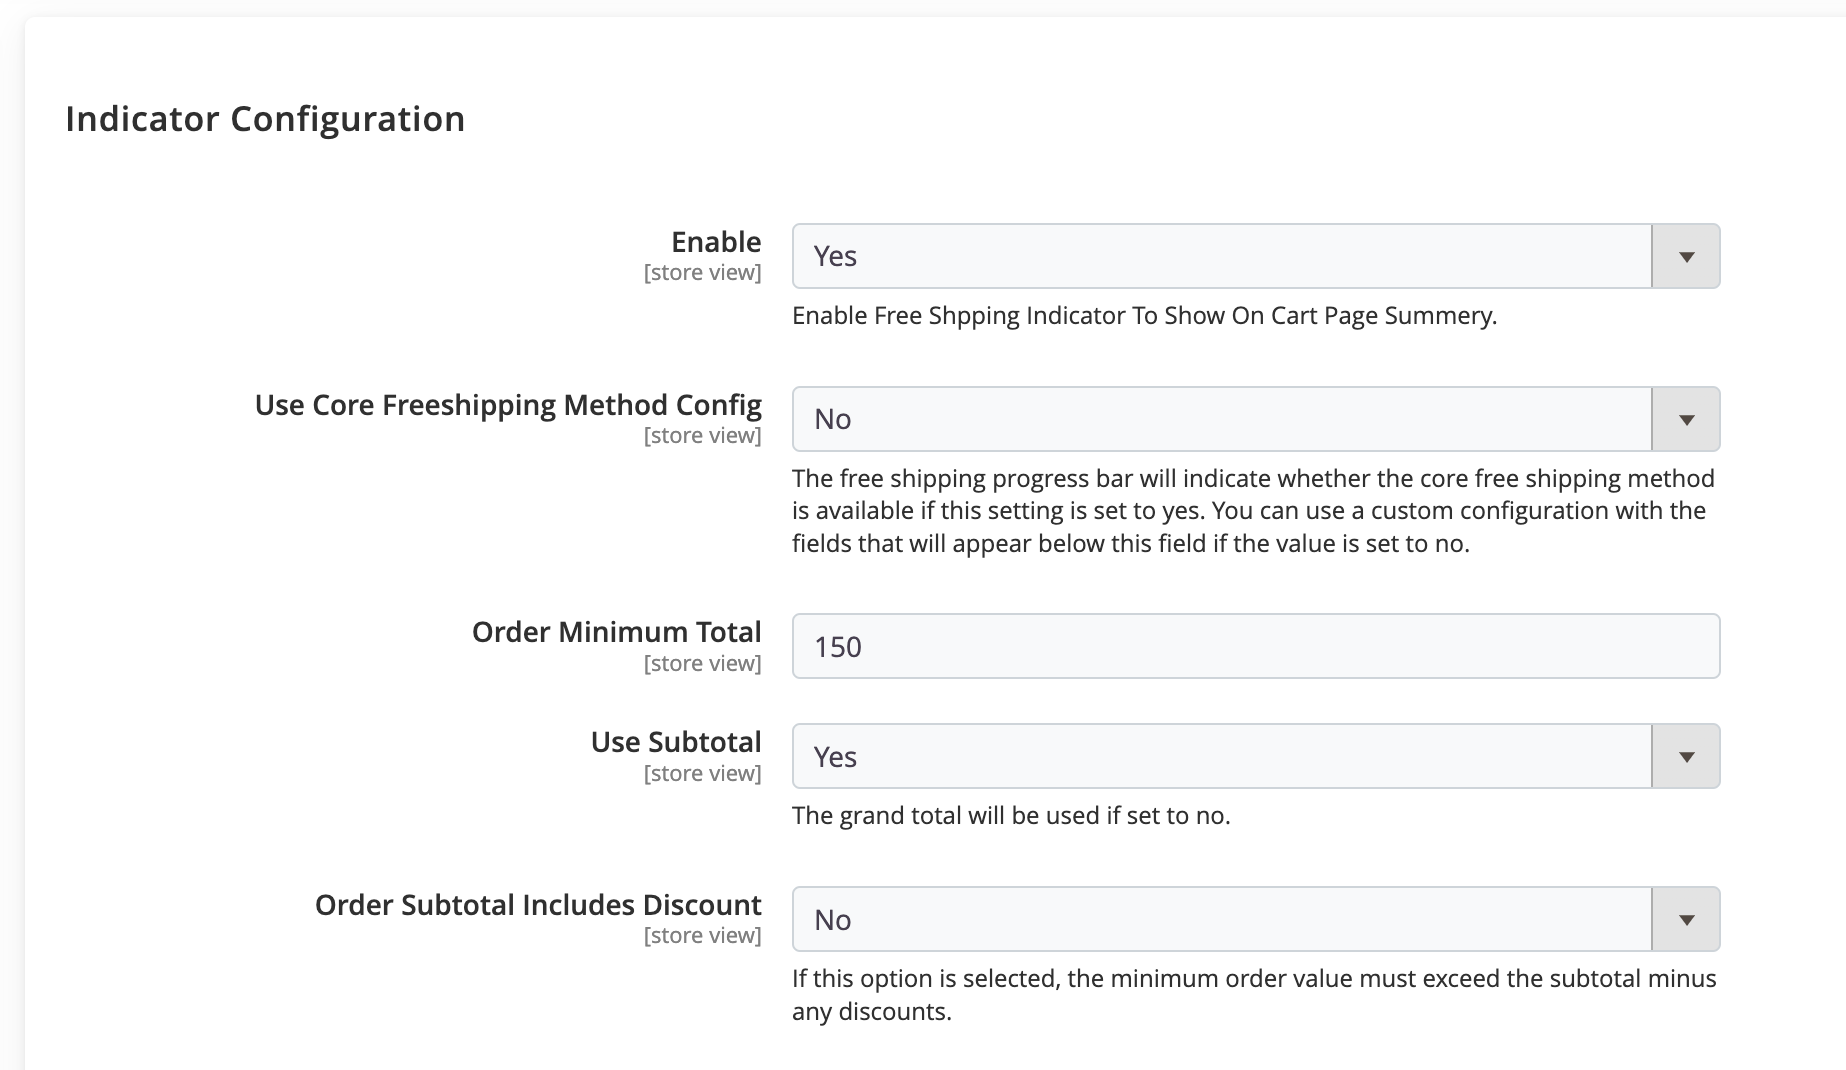 Indicator Configuration
Enable
[store view]
Yes
Enable Free Shpping Indicator To Show On Cart Page Summery.
Use Core Freeshipping Method Config
[store view]
No
The free shipping progress bar will indicate whether the core free shipping method
is available if this setting is set to yes. You can use a custom configuration with the
fields that will appear below this field if the value is set to no.
Order Minimum Total
[store view]
150
Use Subtotal
[store view]
Yes
The grand total will be used if set to no.
Order Subtotal Includes Discount
[store view]
No
If this option is selected, the minimum order value must exceed the subtotal minus
any discounts.